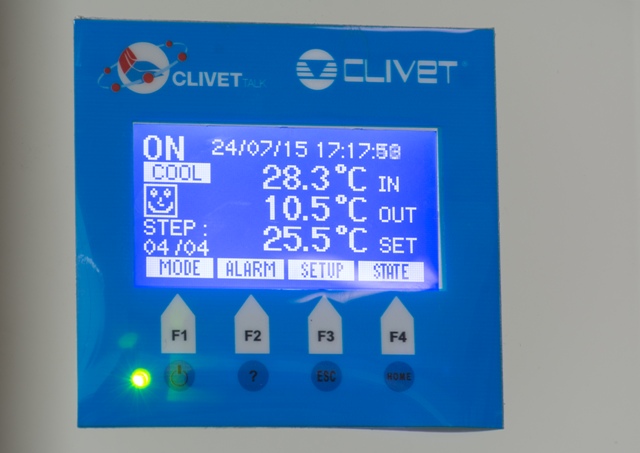 CLIVET TALK
CLIVET
ON 24/07/15 17:17:58
COOL 28.3°C IN
10.5°C OUT
STEP :
04/04 25.5°C SET
MODE ALARM SETUP STATE
F1 F2 F3 F4
? ESC HOME